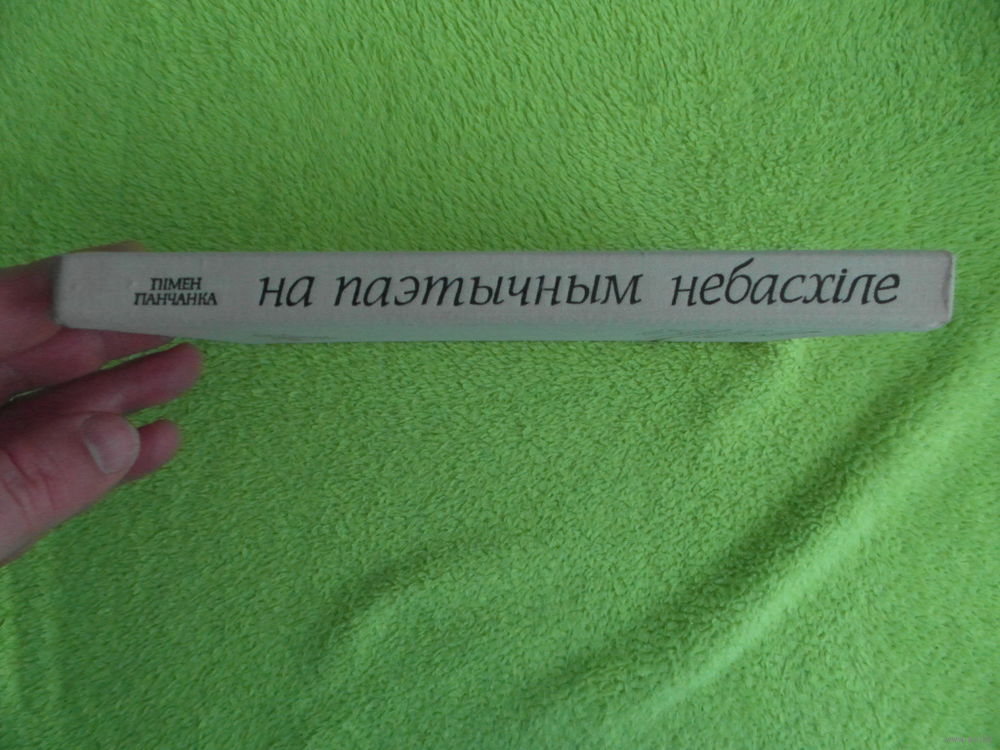 ПІМЕН
ПАНЧАНКА
на паэтычным небасхіле